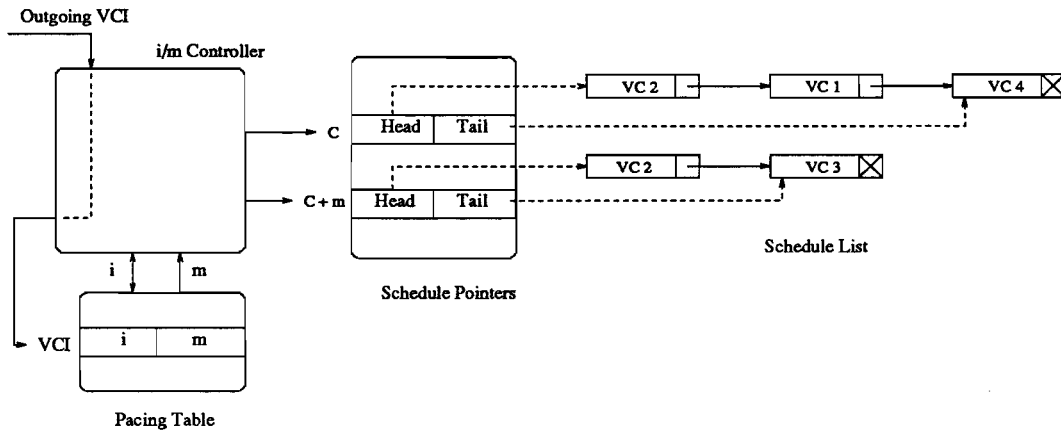 Outgoing VCI
i/m Controller
VC 2
VC 1
VC 4
C
Head
Tail
VC 2
VC 3
C + m
Head
Tail
Schedule List
i
m
Schedule Pointers
VCI
i
m
Pacing Table